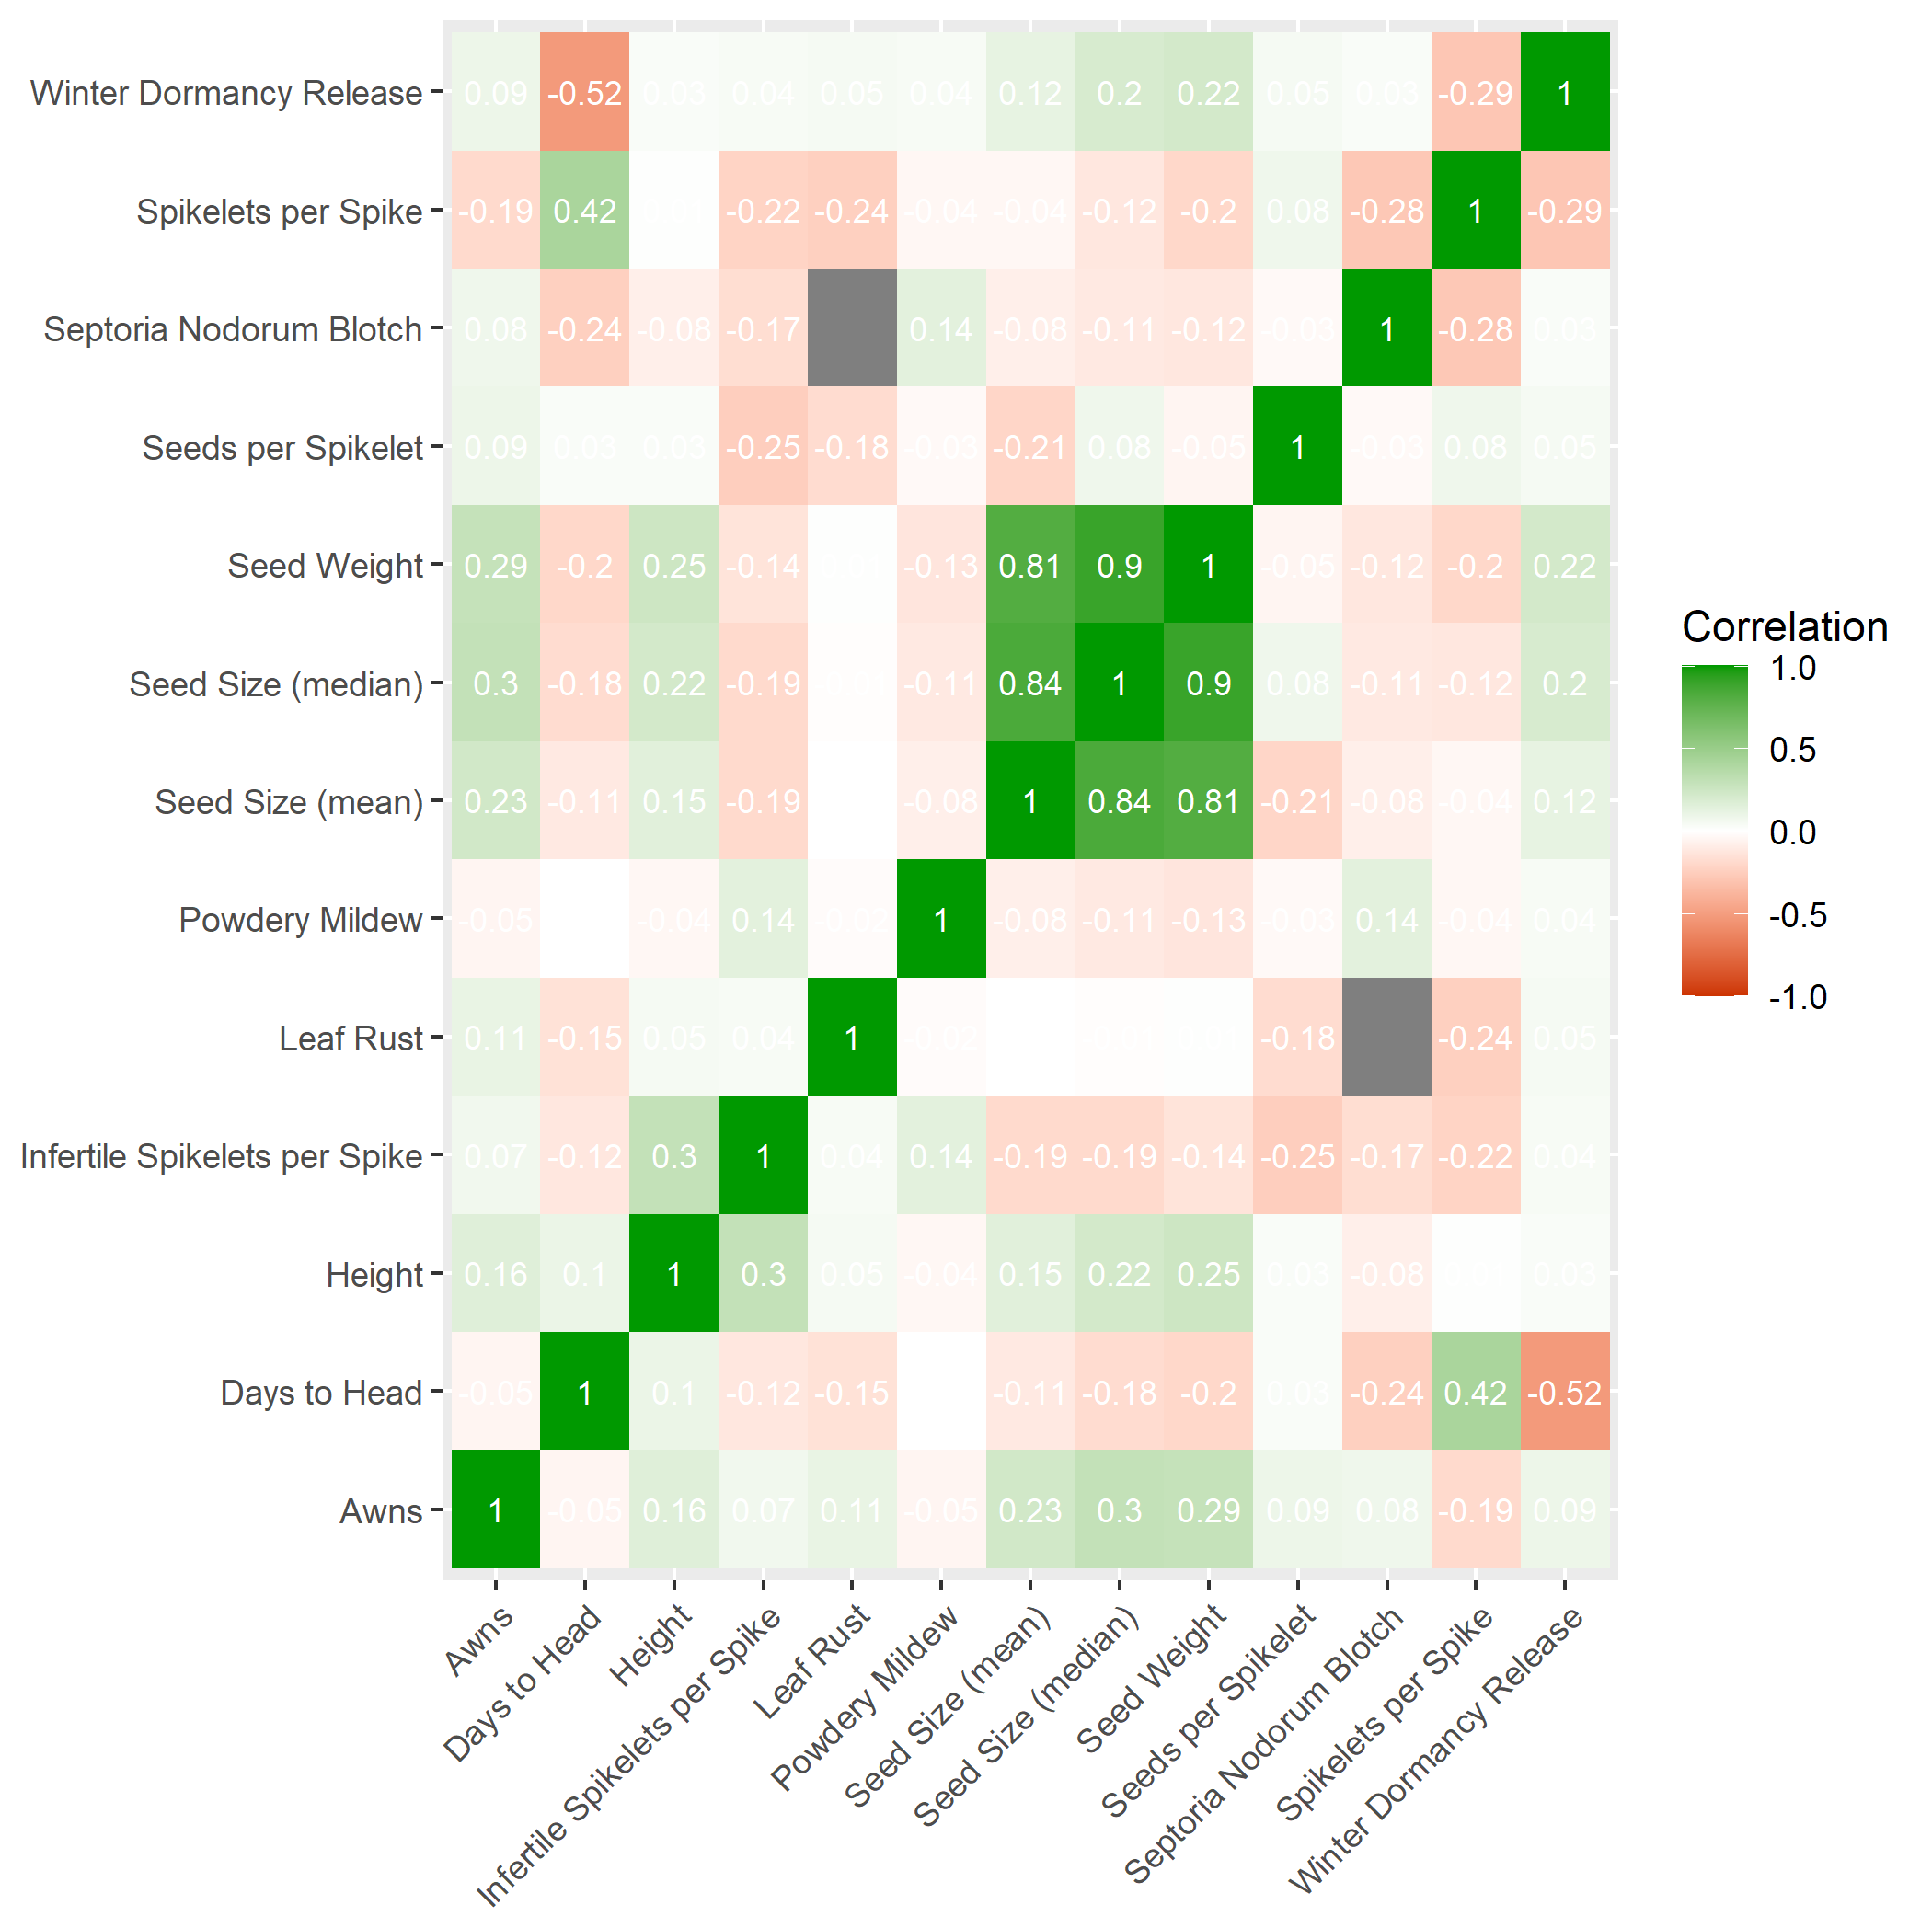 Winter Dormancy Release 0.09 -0.52 0.03 0.04 0.05 0.04 0.12 0.2 0.22 0.05 0.03 -0.29 1
Spikelets per Spike -0.19 0.42 -0.22 -0.24 -0.04 -0.04 -0.12 -0.2 0.08 -0.28 1 -0.29
Septoria Nodorum Blotch 0.08 -0.24 -0.08 -0.17 0.14 -0.08 -0.11 -0.12 -0.03 1 -0.28 0.03
Seeds per Spikelet 0.09 0.03 0.03 -0.25 -0.18 -0.03 -0.21 0.08 -0.05 1 -0.03 0.08 0.05
Seed Weight 0.29 -0.2 0.25 -0.14 -0.13 0.81 0.9 1 -0.05 -0.12 -0.2 0.22
Seed Size (median) 0.3 -0.18 0.22 -0.19 -0.01 -0.11 0.84 1 0.9 0.08 -0.11 -0.12 0.2
Seed Size (mean) 0.23 -0.11 0.15 -0.19 -0.08 1 0.84 0.81 -0.21 -0.08 -0.04 0.12
Powdery Mildew -0.05 -0.04 0.14 -0.02 1 -0.08 -0.11 -0.13 -0.03 0.14 -0.04 0.04
Leaf Rust 0.11 -0.15 0.05 0.04 1 -0.02 -0.18 -0.24 0.05
Infertile Spikelets per Spike 0.07 -0.12 0.3 1 0.04 0.14 -0.19 -0.19 -0.14 -0.25 -0.17 -0.22 0.04
Height 0.16 0.1 1 0.3 0.05 -0.04 0.15 0.22 0.25 0.03 -0.08 0.03
Days to Head -0.05 1 0.1 -0.12 -0.15 -0.11 -0.18 -0.2 0.03 -0.24 0.42 -0.52
Awns 1 -0.05 0.16 0.07 0.11 -0.05 0.23 0.3 0.29 0.09 0.08 -0.19 0.09
Awns
Days to Head
Height
Infertile Spikelets per Spike
Leaf Rust
Powdery Mildew
Seed Size (mean)
Seed Size (median)
Seed Weight
Seeds per Spikelet
Septoria Nodorum Blotch
Spikelets per Spike
Winter Dormancy Release
Correlation
1.0
0.5
0.0
-0.5
-1.0